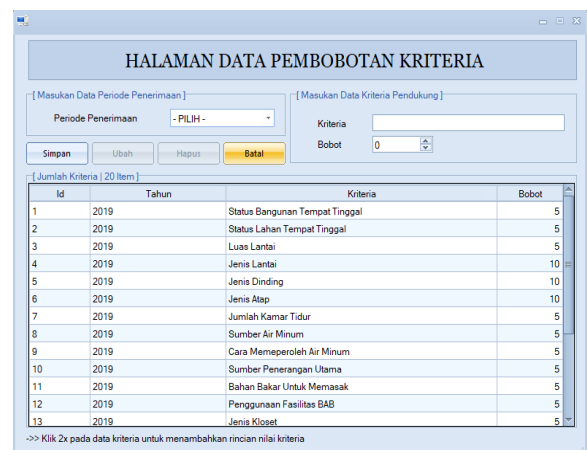 HALAMAN DATA PEMBOBOTAN KRITERIA
[ Masukan Data Periode Penerimaan ]
Periode Penerimaan - PILIH -
[ Masukan Data Kriteria Pendukung ]
Kriteria
Bobot 0
Simpan Ubah Hapus Batal
[ Jumlah Kriteria | 20 Item ]
Id Tahun Kriteria Bobot
1 2019 Status Bangunan Tempat Tinggal 5
2 2019 Status Lahan Tempat Tinggal 5
3 2019 Luas Lantai 5
4 2019 Jenis Lantai 10
5 2019 Jenis Dinding 10
6 2019 Jenis Atap 10
7 2019 Jumlah Kamar Tidur 5
8 2019 Sumber Air Minum 5
9 2019 Cara Memeperoleh Air Minum 5
10 2019 Sumber Penerangan Utama 5
11 2019 Bahan Bakar Untuk Memasak 5
12 2019 Penggunaan Fasilitas BAB 5
13 2019 Jenis Kloset 5
->> Klik 2x pada data kriteria untuk menambahkan rincian nilai kriteria